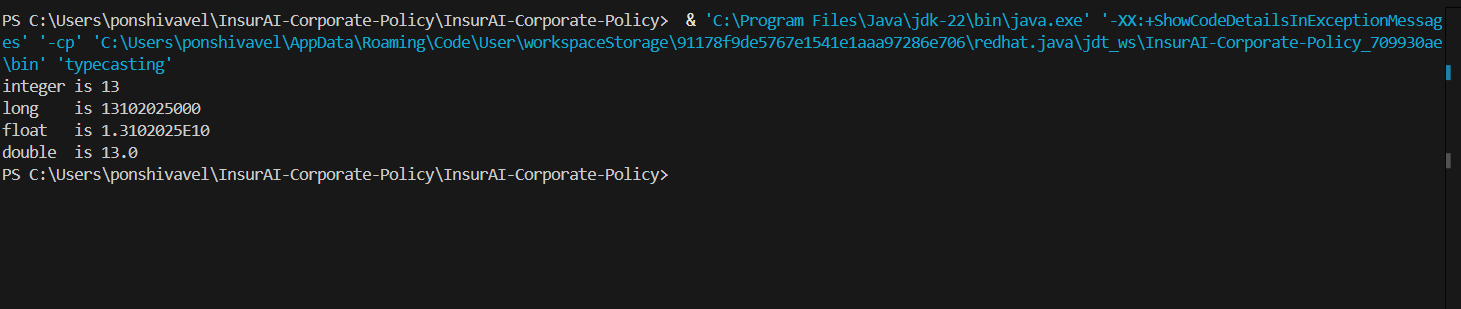 PS C:\Users\ponshivavel\InsurAI-Corporate-Policy\InsurAI-Corporate-Policy>  & 'C:\Program Files\Java\jdk-22\bin\java.exe' '-XX:+ShowCodeDetailsInExceptionMessag
es' '-cp' 'C:\Users\ponshivavel\AppData\Roaming\Code\User\workspaceStorage\91178f9de5767e1541e1aaa97286e706\redhat.java\jdt_ws\InsurAI-Corporate-Policy_709930ae
\bin' 'typecasting'
integer is 13
long    is 13102025000
float   is 1.3102025E10
double  is 13.0
PS C:\Users\ponshivavel\InsurAI-Corporate-Policy\InsurAI-Corporate-Policy>